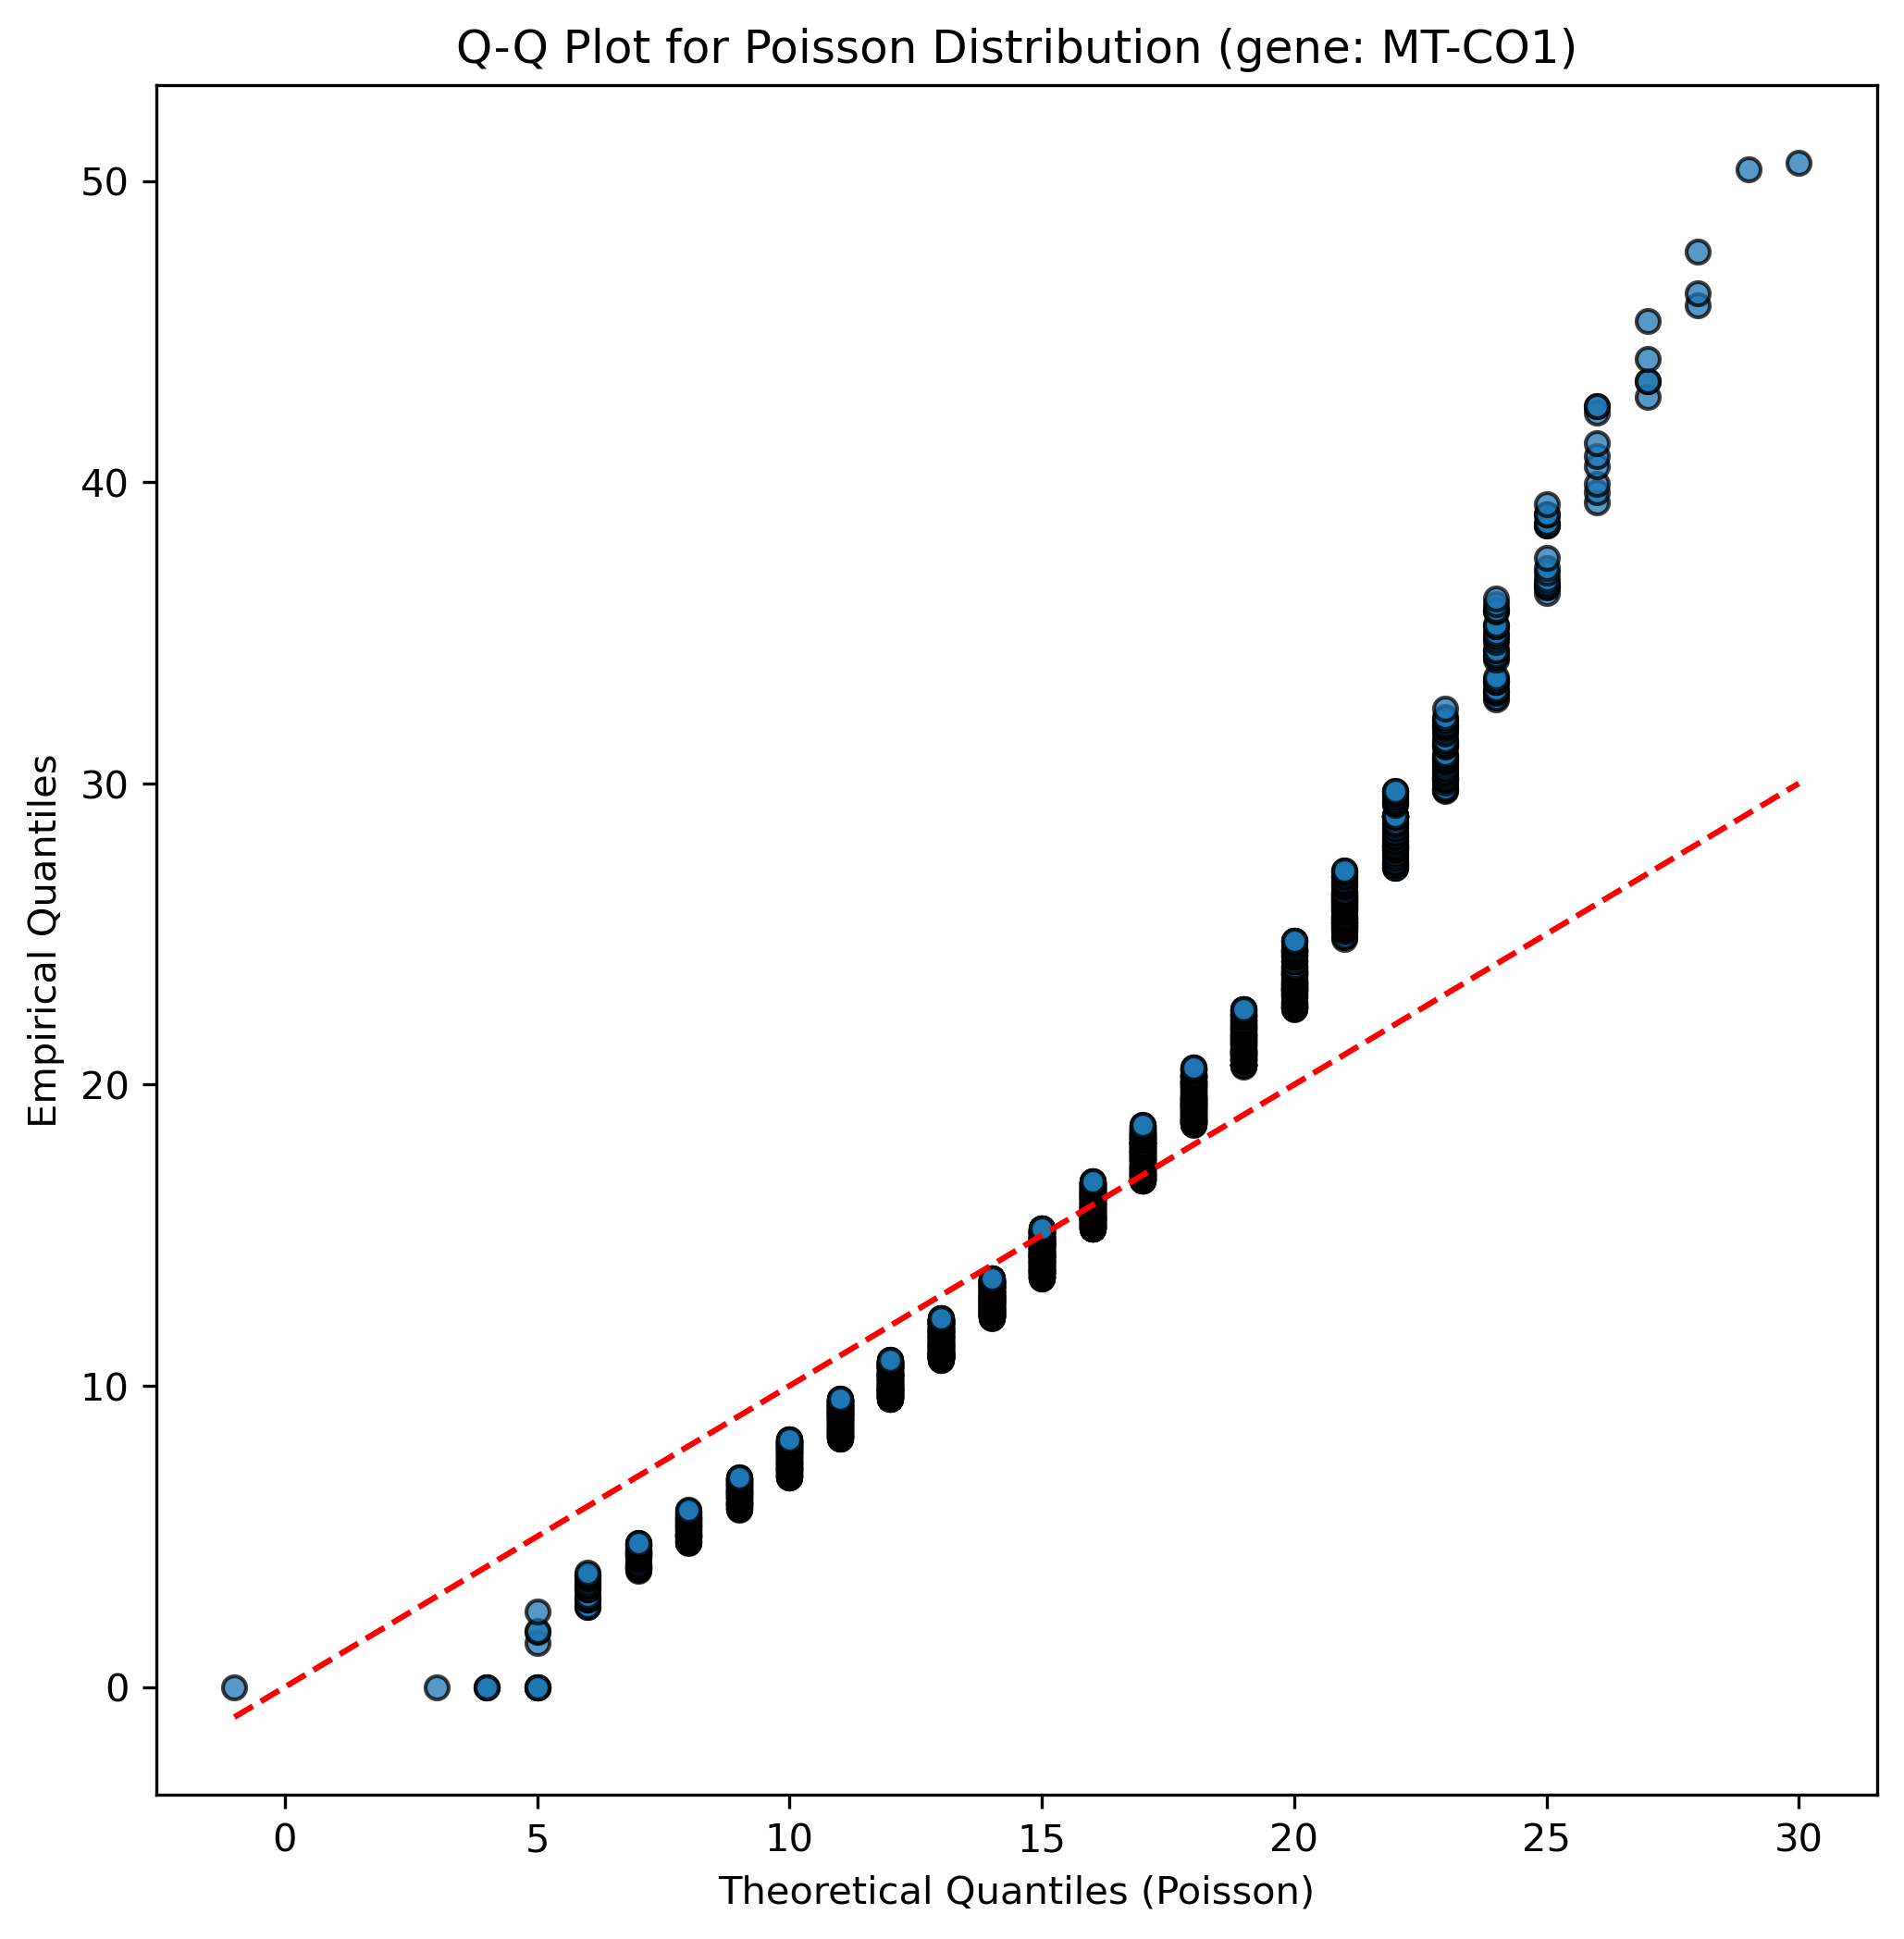 Q-Q Plot for Poisson Distribution (gene: MT-CO1)
50
40
30
20
10
0
Empirical Quantiles
0 5 10 15 20 25 30
Theoretical Quantiles (Poisson)